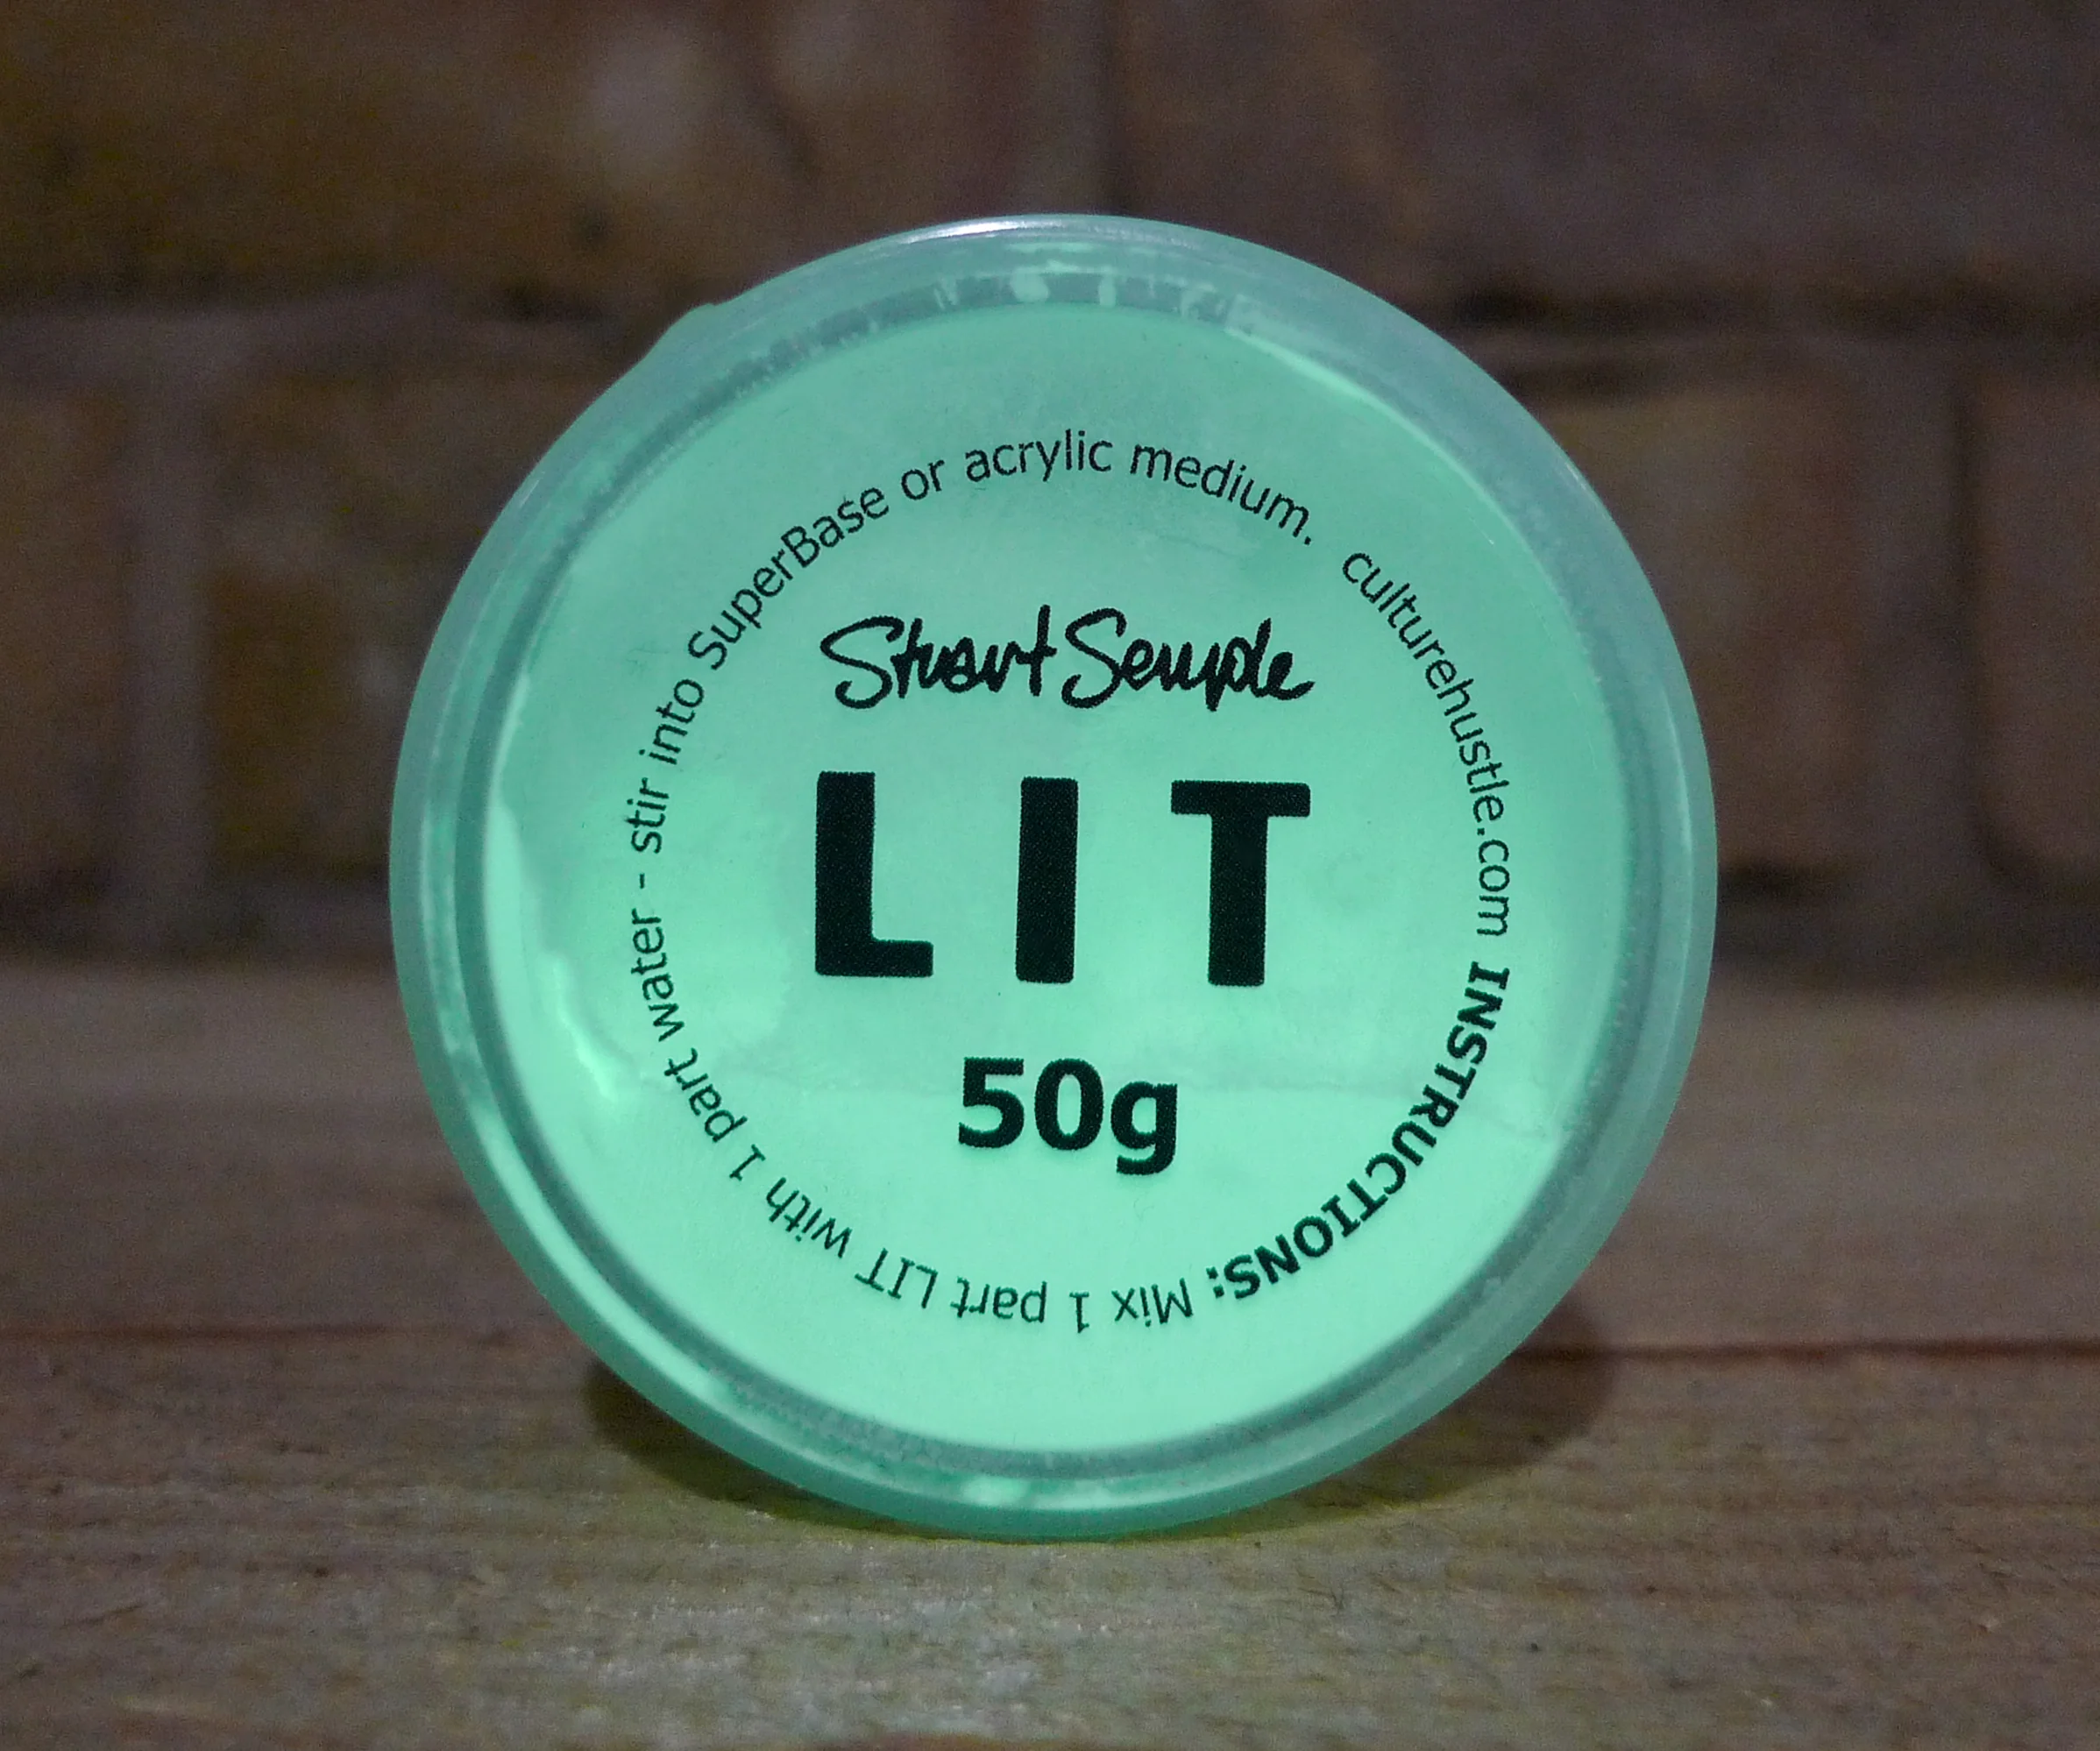 Stuart Semple
LIT
50g
INSTRUCTIONS: Mix 1 part LIT with 1 part water - stir into SuperBase or acrylic medium. culturehustle.com